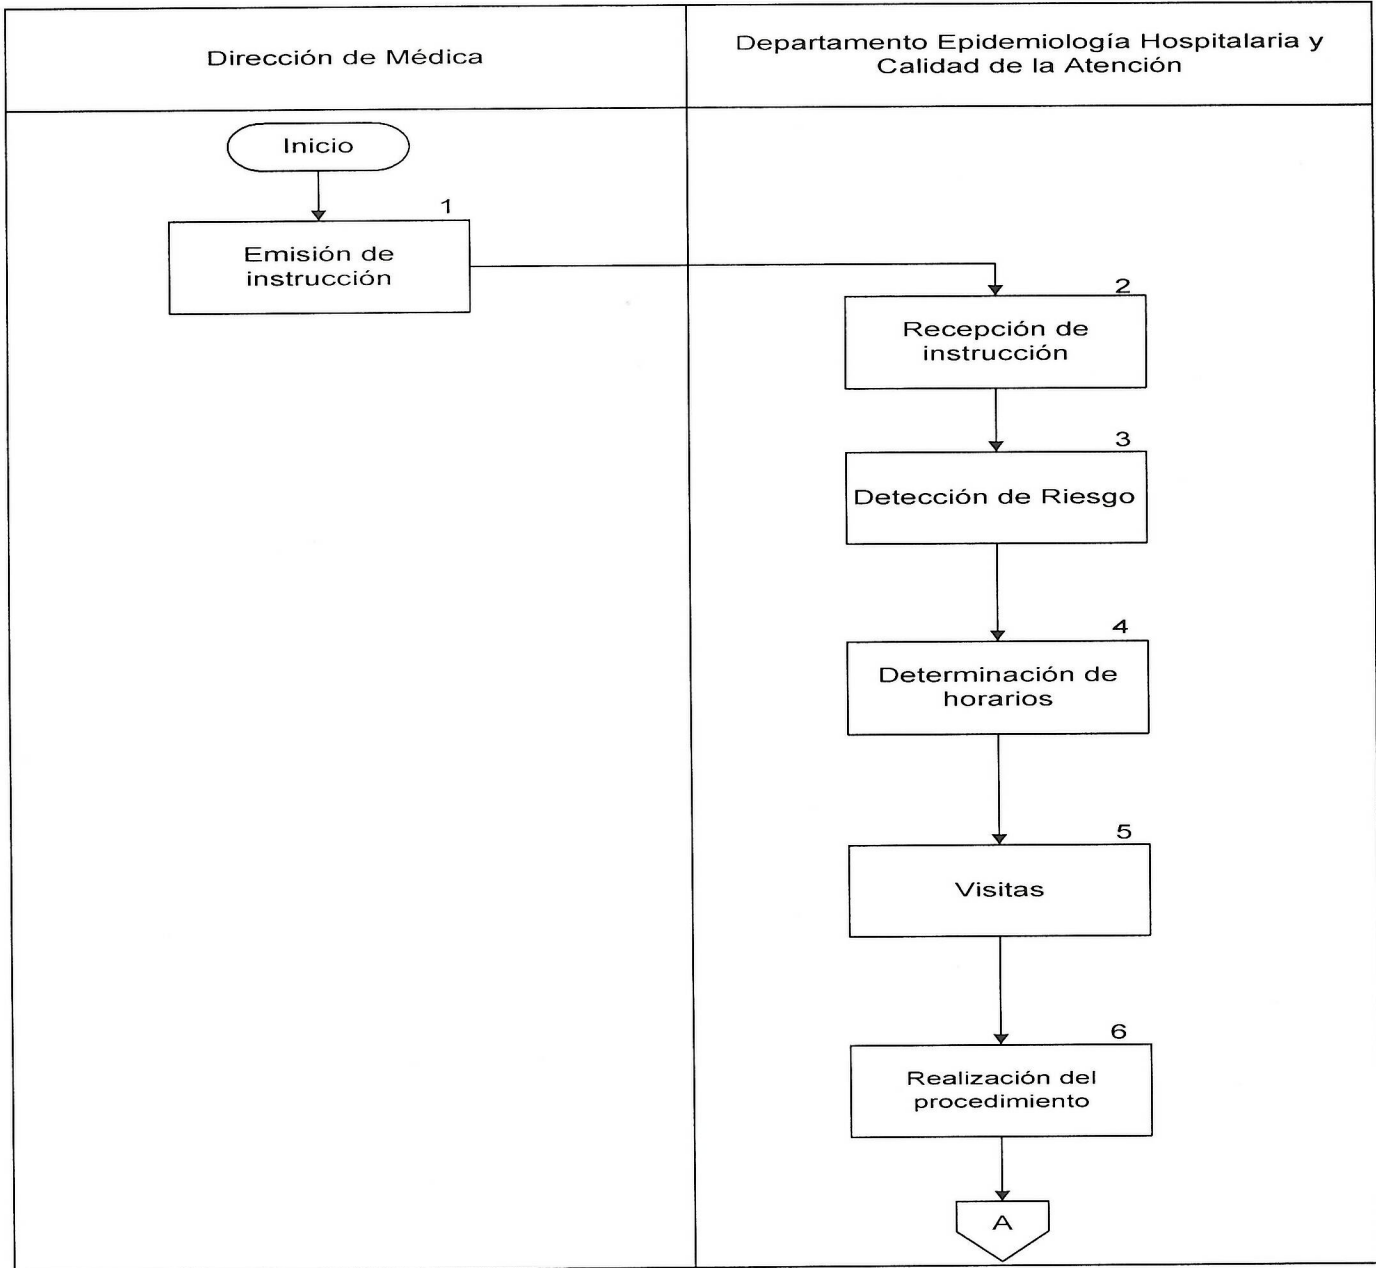 Dirección de Médica
Departamento Epidemiología Hospitalaria y
Calidad de la Atención
Inicio
1
Emisión de
instrucción
2
Recepción de
instrucción
3
Detección de Riesgo
4
Determinación de
horarios
5
Visitas
6
Realización del
procedimiento
A